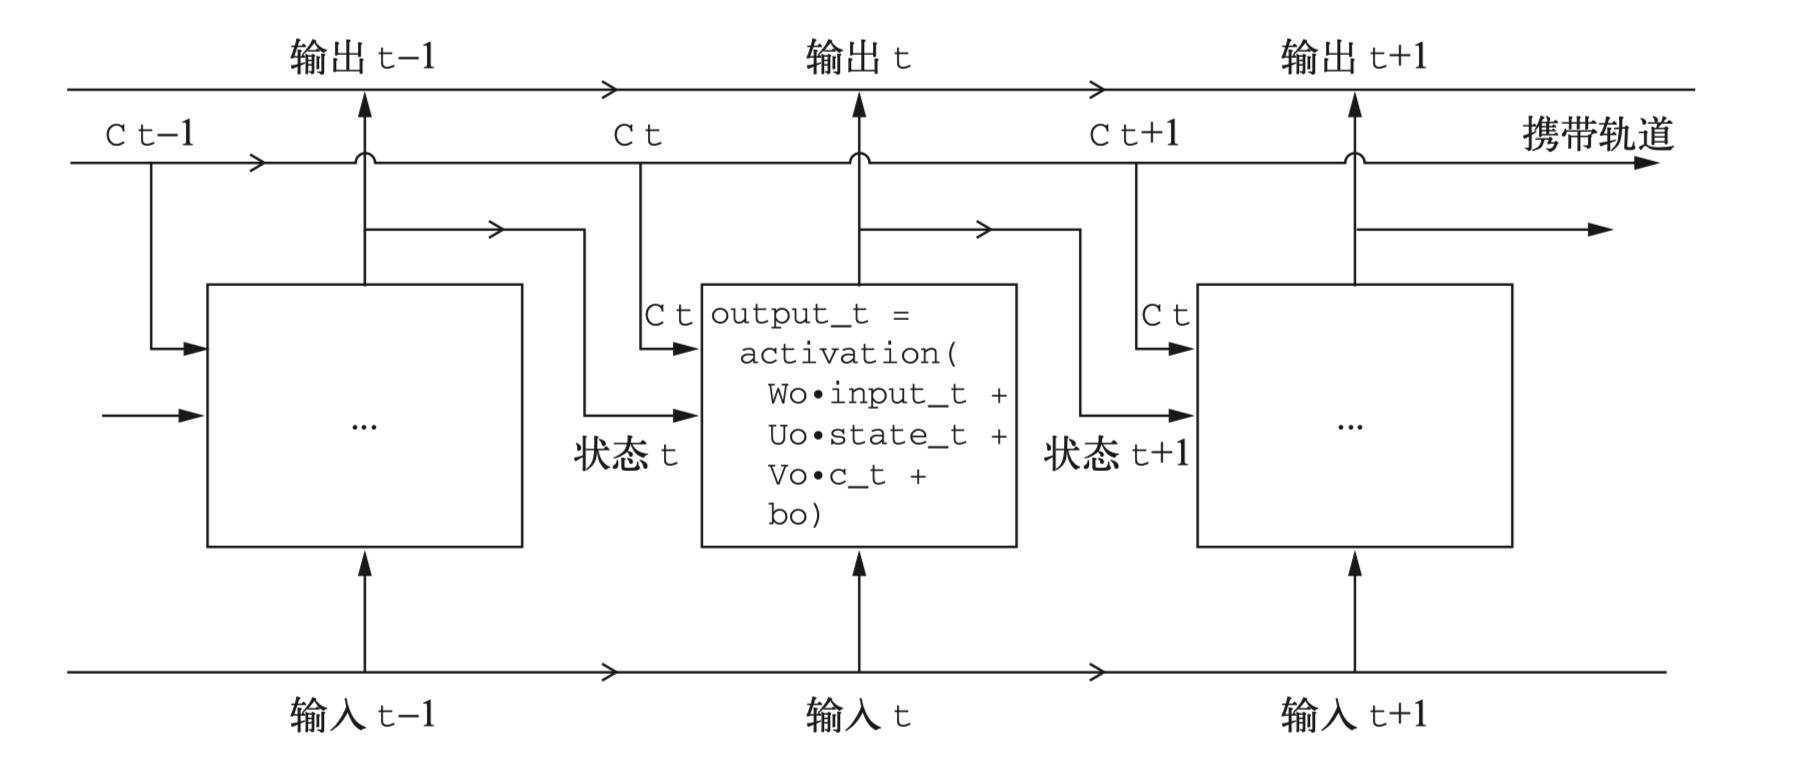 输出 t−1
输出 t
输出 t+1
C t−1
C t
C t+1
携带轨道
C t
output_t =
activation(
Wo•input_t +
Uo•state_t +
Vo•c_t +
bo)
C t
...
...
状态 t
状态 t+1
输入 t−1
输入 t
输入 t+1